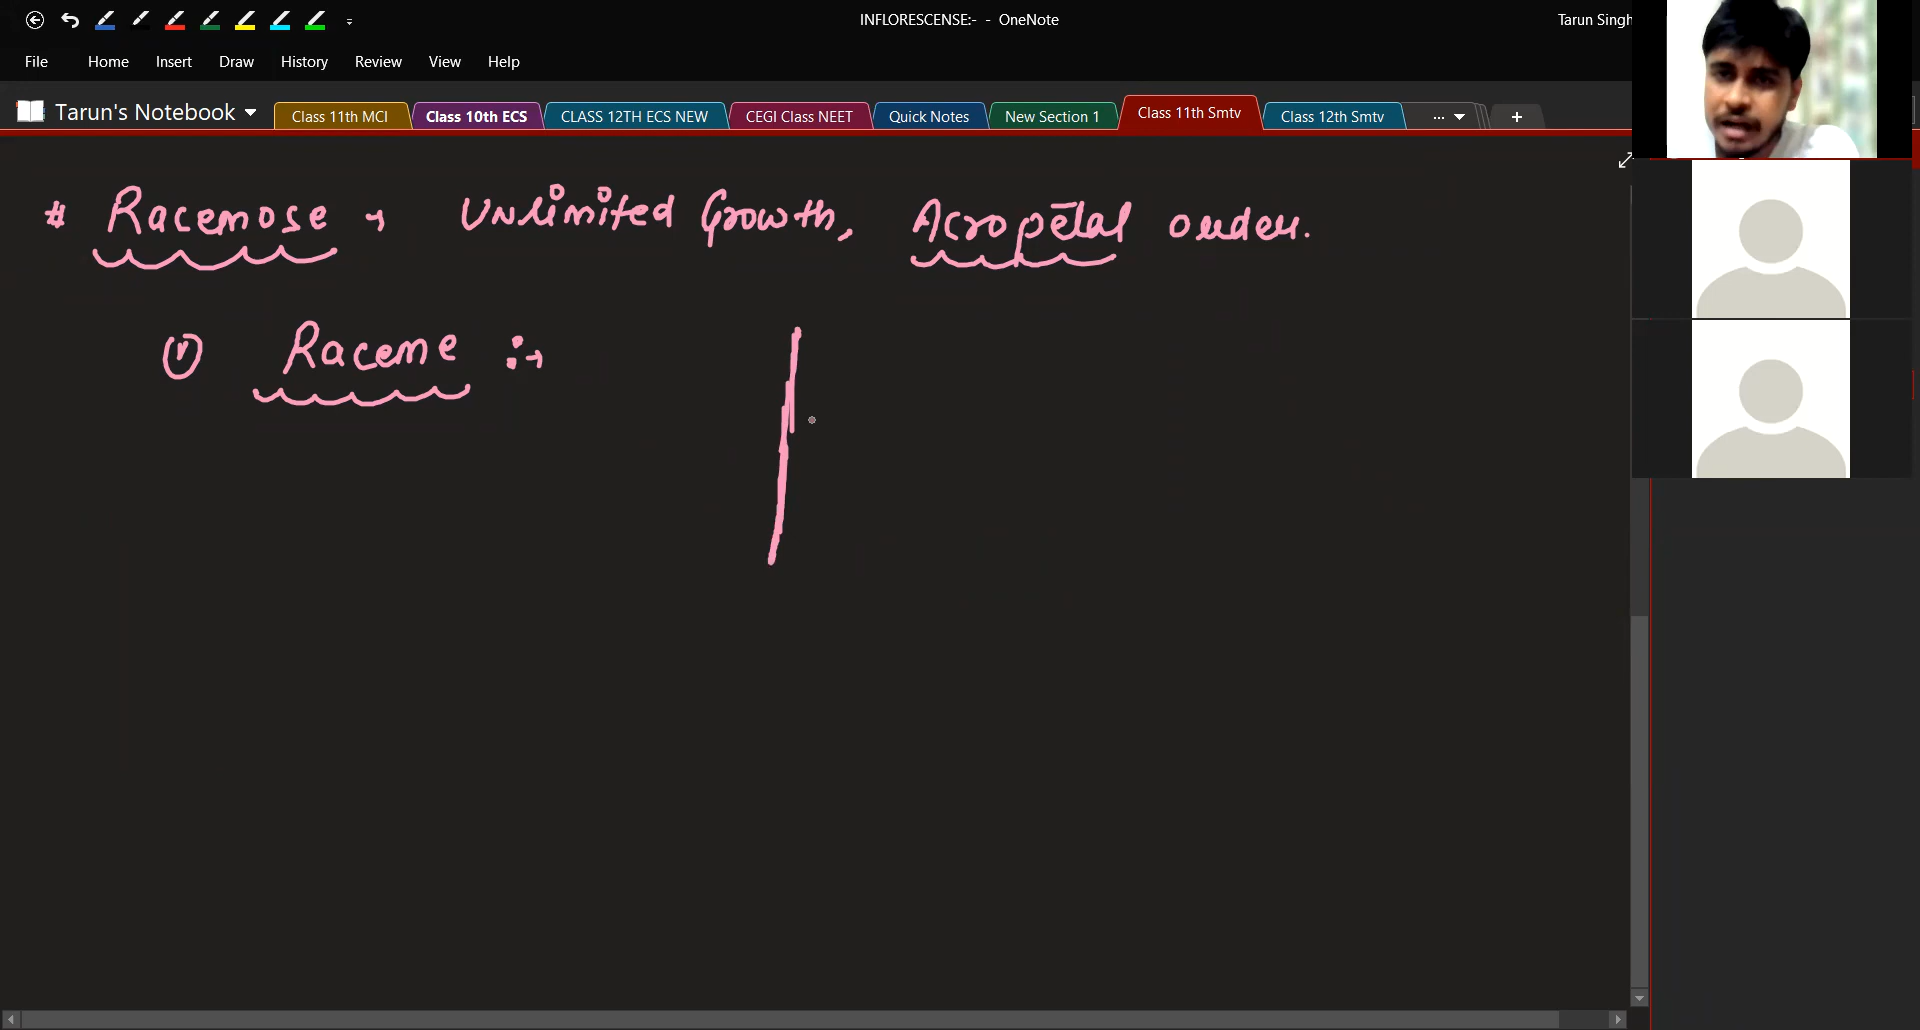 INFLORESCENSE:- - OneNote
Tarun Singh
File Home Insert Draw History Review View Help
Tarun's Notebook Class 11th MCI Class 10th ECS CLASS 12TH ECS NEW CEGI Class NEET Quick Notes New Section 1 Class 11th Smtv Class 12th Smtv ... +
# Racemose → Unlimited Growth, Acropetal order.
① Raceme :→